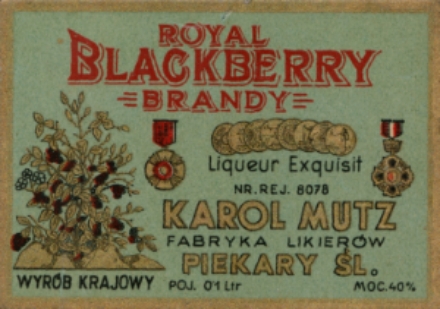 ROYAL
BLACKBERRY
BRANDY
Liqueur Exquisit
NR. REJ. 8078
KAROL MUTZ
FABRYKA LIKIERÓW
PIEKARY ŚL.
WYRÓB KRAJOWY POJ. 0'1 Ltr MOC. 40%